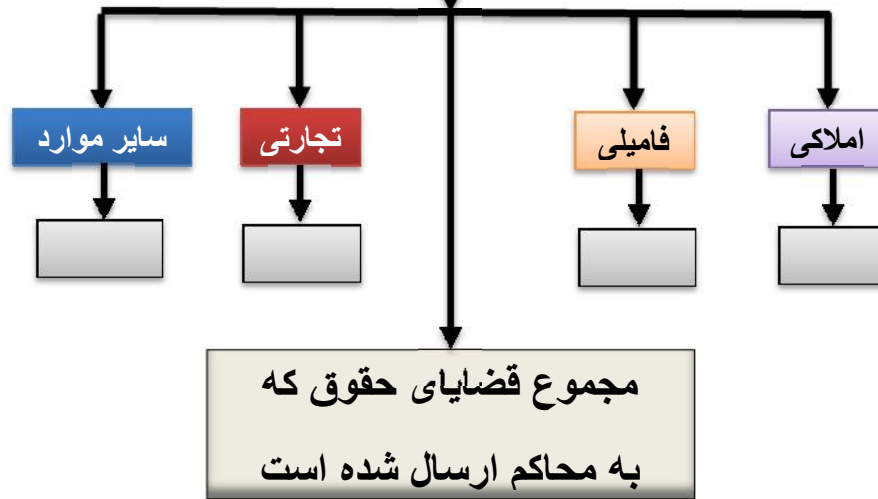 املاکی
فامیلی
تجارتی
سایر موارد
مجموع قضایای حقوق که
به محاکم ارسال شده است